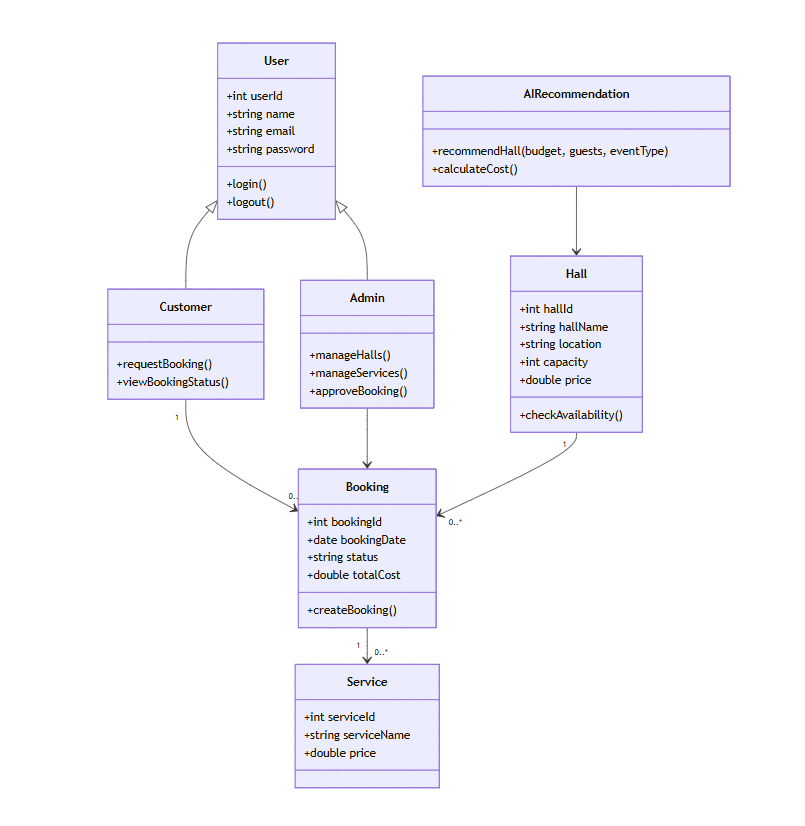 User
+int userId
+string name
+string email
+string password
+login()
+logout()
AIRecommendation
+recommendHall(budget, guests, eventType)
+calculateCost()
Customer
+requestBooking()
+viewBookingStatus()
Admin
+manageHalls()
+manageServices()
+approveBooking()
Hall
+int hallId
+string hallName
+string location
+int capacity
+double price
+checkAvailability()
1
0..
1
0..*
Booking
+int bookingId
+date bookingDate
+string status
+double totalCost
+createBooking()
1
0..*
Service
+int serviceId
+string serviceName
+double price